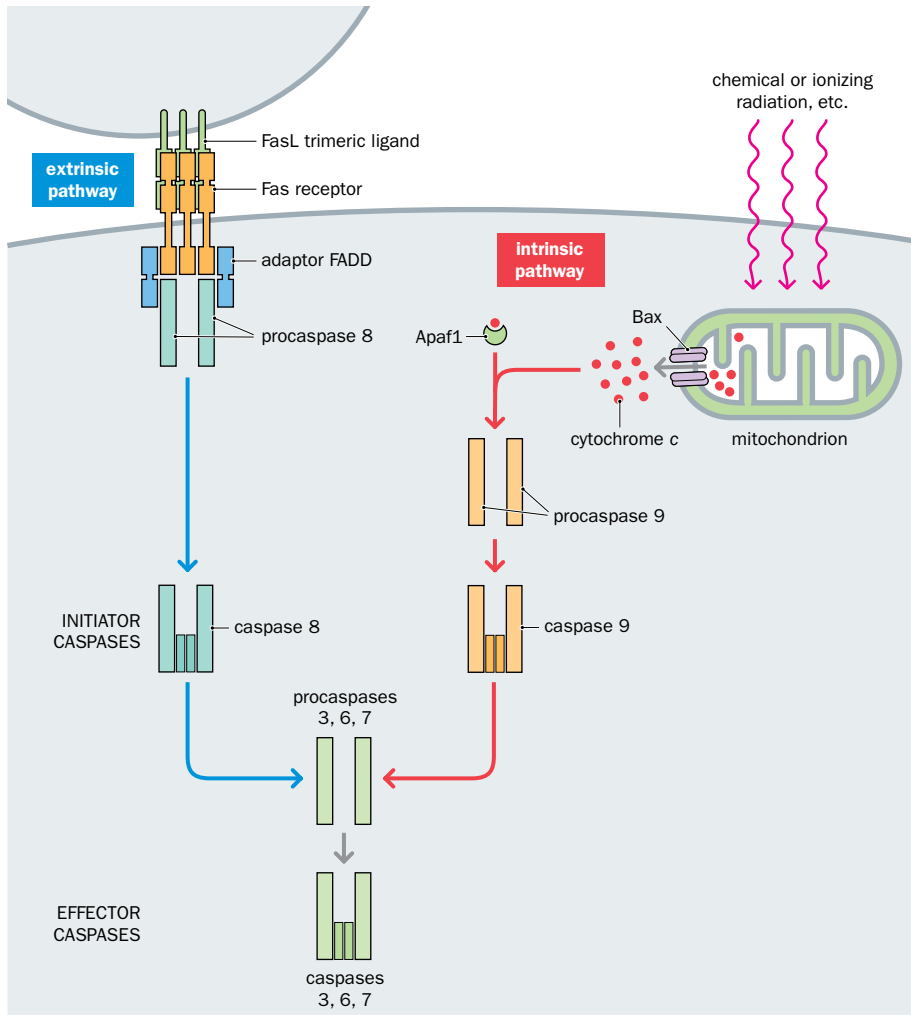 chemical or ionizing
radiation, etc.
FasL trimeric ligand
extrinsic
pathway
Fas receptor
adaptor FADD
intrinsic
pathway
Bax
Apaf1
procaspase 8
cytochrome c
mitochondrion
procaspase 9
INITIATOR
CASPASES
caspase 8
caspase 9
procaspases
3, 6, 7
EFFECTOR
CASPASES
caspases
3, 6, 7